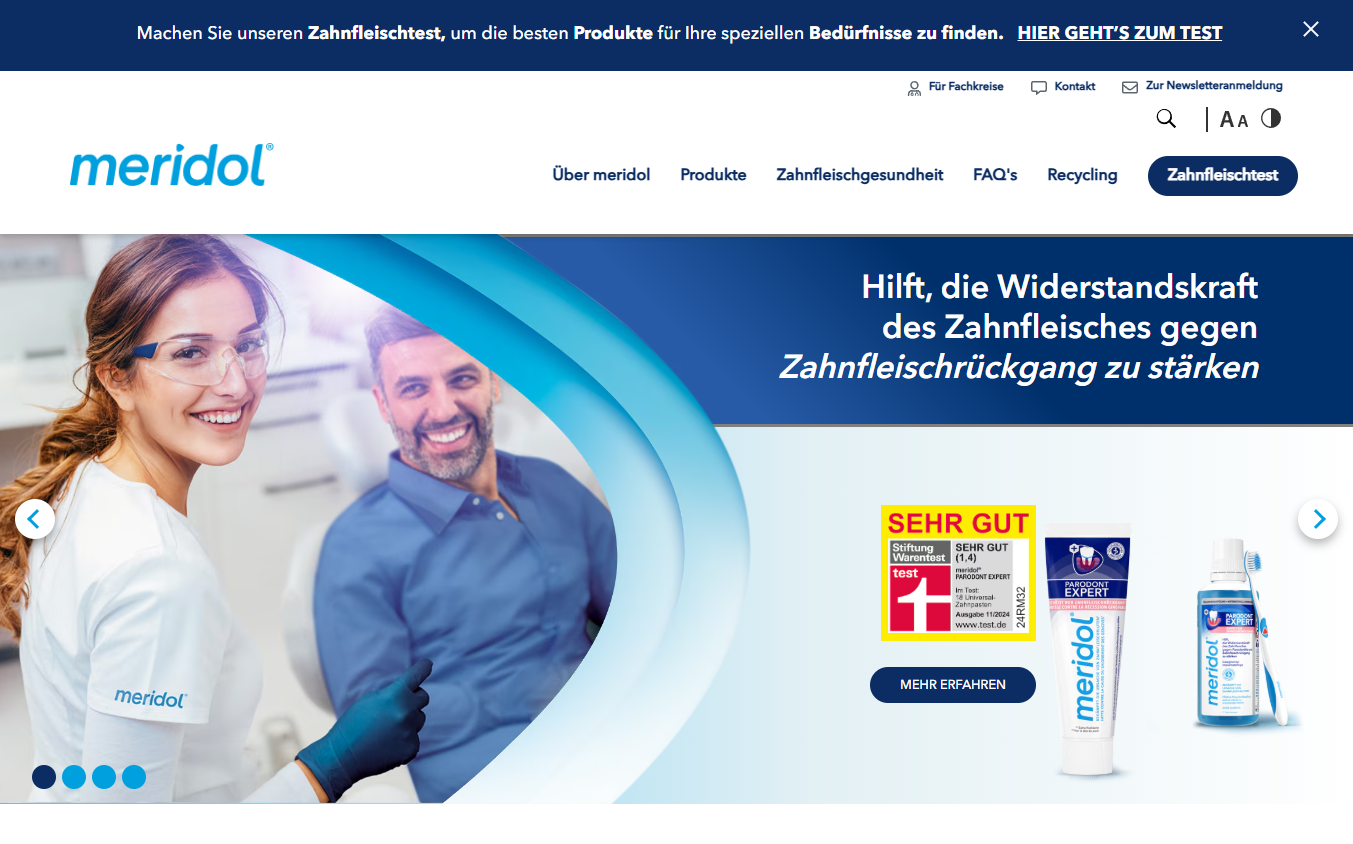 Machen Sie unseren Zahnfleischtest, um die besten Produkte für Ihre speziellen Bedürfnisse zu finden. HIER GEHT'S ZUM TEST
Für Fachkreise Kontakt Zur Newsletteranmeldung
A A
meridol®
Über meridol Produkte Zahnfleischgesundheit FAQ's Recycling Zahnfleischtest
Hilft, die Widerstandskraft
des Zahnfleisches gegen
Zahnfleischrückgang zu stärken
SEHR GUT
Stiftung
Warentest
test
SEHR GUT
(1,4)
meridol®
PARODONT EXPERT
Im Test:
18 Universal-
Zahnpasten
Ausgabe 11/2024
www.test.de
24RM32
MEHR ERFAHREN
PARODONT
EXPERT
meridol®
PARODONT
EXPERT
meridol®
meridol®